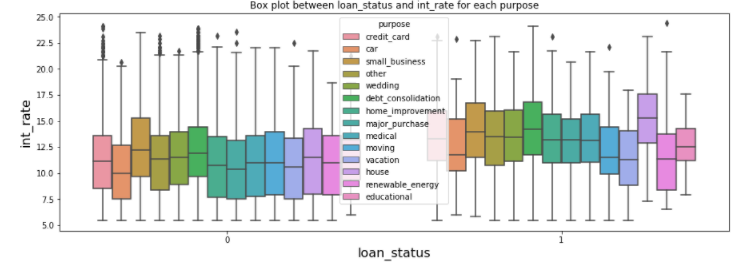 Box plot between loan_status and int_rate for each purpose
25.0
22.5
20.0
17.5
15.0
12.5
10.0
7.5
5.0
int_rate
purpose
credit_card
car
small_business
other
wedding
debt_consolidation
home_improvement
major_purchase
medical
moving
vacation
house
renewable_energy
educational
0
1
loan_status